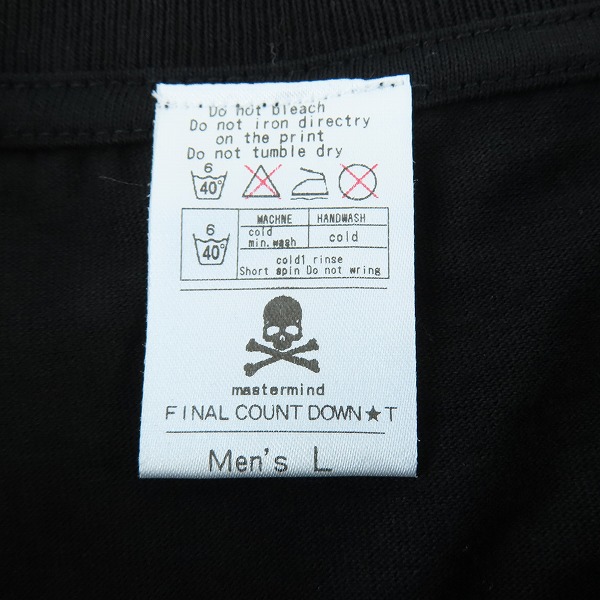 Do not bleach
Do not iron directry
on the print
Do not tumble dry
6
40°
6
40°
MACHNE HANDWASH
cold
min.wash
cold
cold1 rinse
Short spin Do not wring
mastermind
FINAL COUNT DOWN★T
Men's L